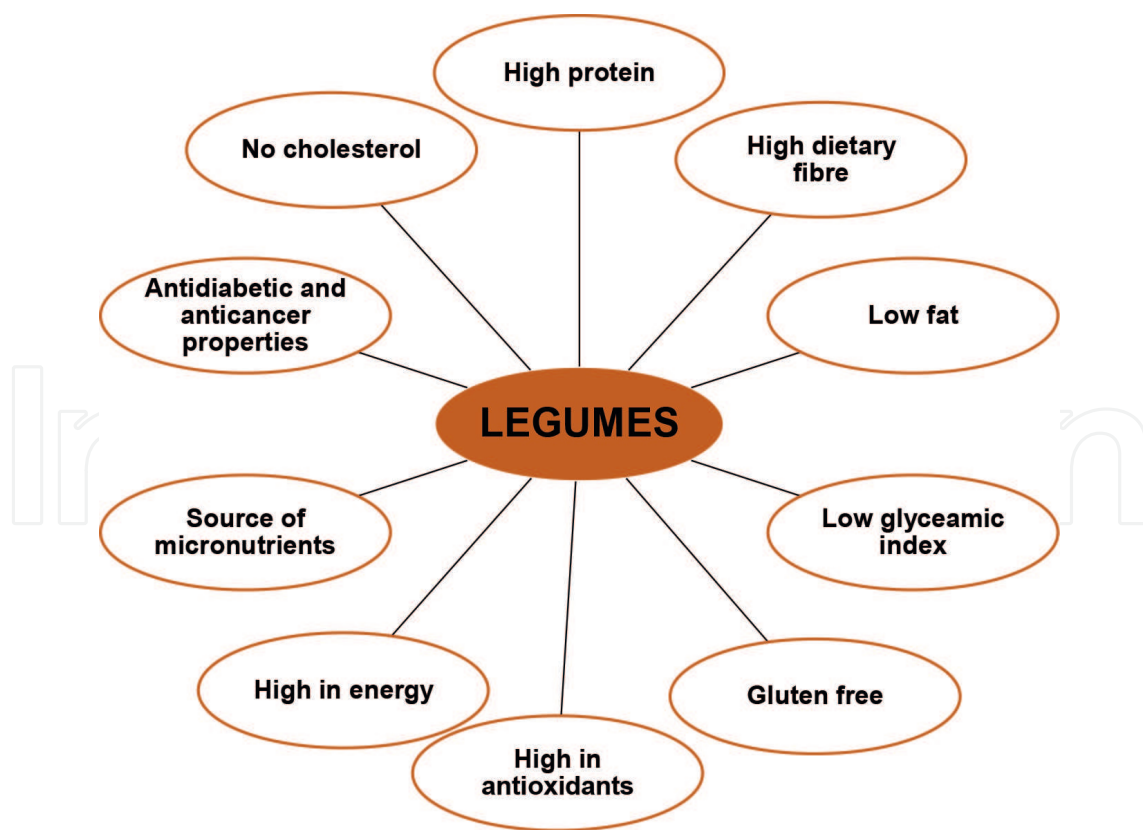 High protein
No cholesterol
High dietary
fibre
Antidiabetic and
anticancer
properties
Low fat
LEGUMES
Source of
micronutrients
Low glyceamic
index
High in energy
Gluten free
High in
antioxidants